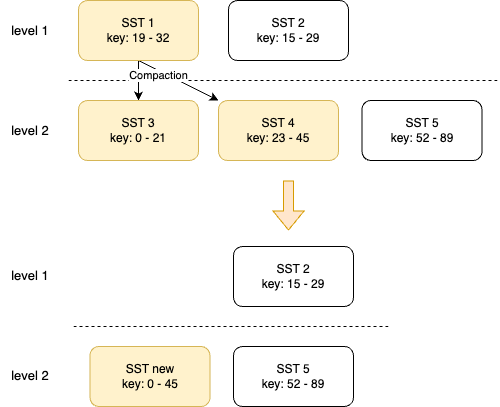 level 1
SST 1
key: 19 - 32
SST 2
key: 15 - 29
Compaction
level 2
SST 3
key: 0 - 21
SST 4
key: 23 - 45
SST 5
key: 52 - 89
level 1
SST 2
key: 15 - 29
level 2
SST new
key: 0 - 45
SST 5
key: 52 - 89